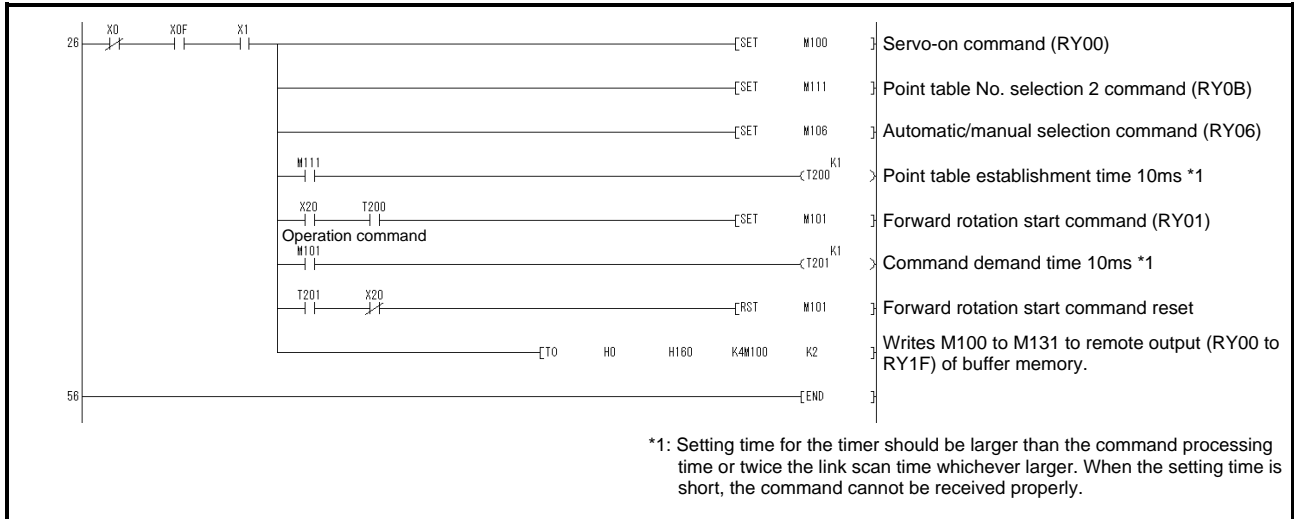 X0 X0F X1
26 [SET M100 ] Servo-on command (RY00)
[SET M111 ] Point table No. selection 2 command (RY0B)
[SET M106 ] Automatic/manual selection command (RY06)
M111 K1
(T200 ) Point table establishment time 10ms *1
X20 T200
[SET M101 ] Forward rotation start command (RY01)
Operation command
M101 K1
(T201 ) Command demand time 10ms *1
T201 X20
[RST M101 ] Forward rotation start command reset
[TO H0 H160 K4M100 K2 ] Writes M100 to M131 to remote output (RY00 to
RY1F) of buffer memory.
56 [END ]
*1: Setting time for the timer should be larger than the command processing
time or twice the link scan time whichever larger. When the setting time is
short, the command cannot be received properly.